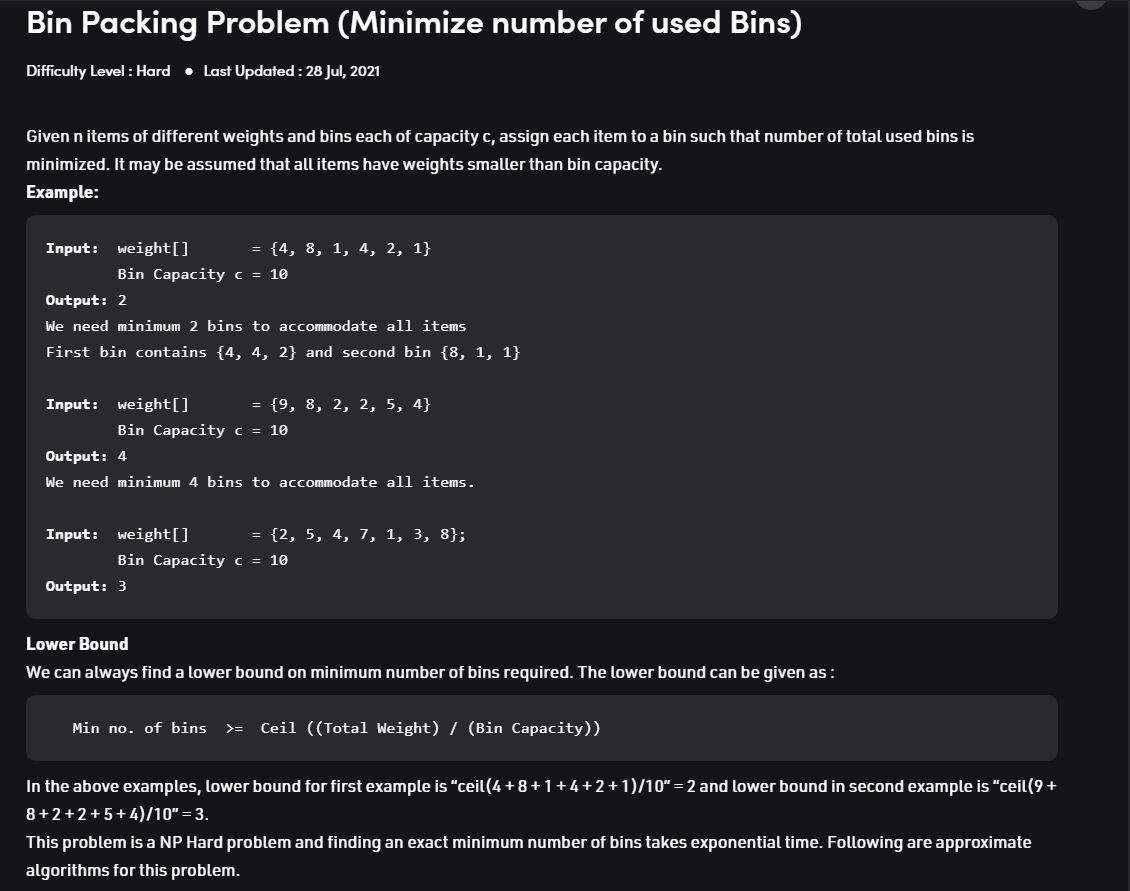 Bin Packing Problem (Minimize number of used Bins)
Difficulty Level : Hard ● Last Updated : 28 Jul, 2021
Given n items of different weights and bins each of capacity c, assign each item to a bin such that number of total used bins is
minimized. It may be assumed that all items have weights smaller than bin capacity.
Example:
Input:  weight[]       = {4, 8, 1, 4, 2, 1}
        Bin Capacity c = 10
Output: 2
We need minimum 2 bins to accommodate all items
First bin contains {4, 4, 2} and second bin {8, 1, 1}
Input:  weight[]       = {9, 8, 2, 2, 5, 4}
        Bin Capacity c = 10
Output: 4
We need minimum 4 bins to accommodate all items.
Input:  weight[]       = {2, 5, 4, 7, 1, 3, 8};
        Bin Capacity c = 10
Output: 3
Lower Bound
We can always find a lower bound on minimum number of bins required. The lower bound can be given as :
Min no. of bins  >=  Ceil ((Total Weight) / (Bin Capacity))
In the above examples, lower bound for first example is “ceil(4 + 8 + 1 + 4 + 2 + 1)/10” = 2 and lower bound in second example is “ceil(9 +
8 + 2 + 2 + 5 + 4)/10” = 3.
This problem is a NP Hard problem and finding an exact minimum number of bins takes exponential time. Following are approximate
algorithms for this problem.